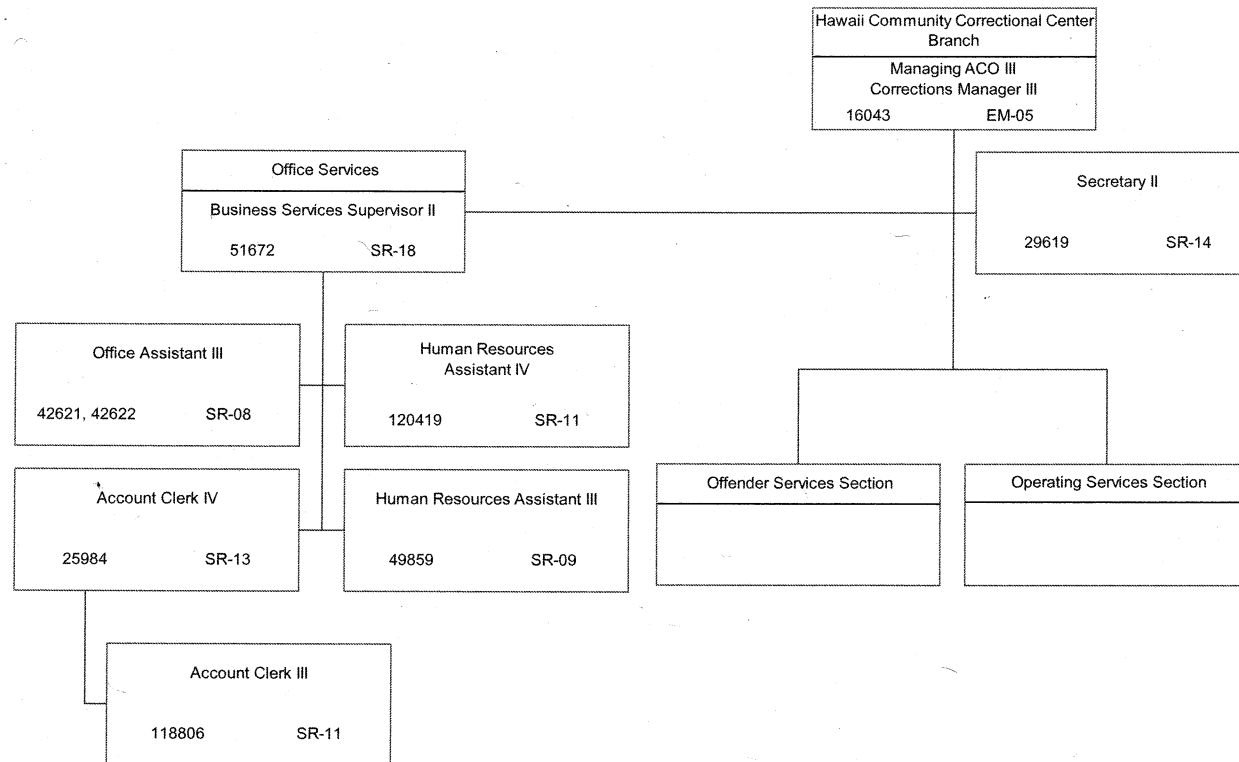 Hawaii Community Correctional Center
Branch
Managing ACO III
Corrections Manager III
16043 EM-05
Office Services
Business Services Supervisor II
51672 SR-18
Secretary II
29619 SR-14
Office Assistant III
42621, 42622 SR-08
Human Resources
Assistant IV
120419 SR-11
Account Clerk IV
25984 SR-13
Human Resources Assistant III
49859 SR-09
Offender Services Section
Operating Services Section
Account Clerk III
118806 SR-11